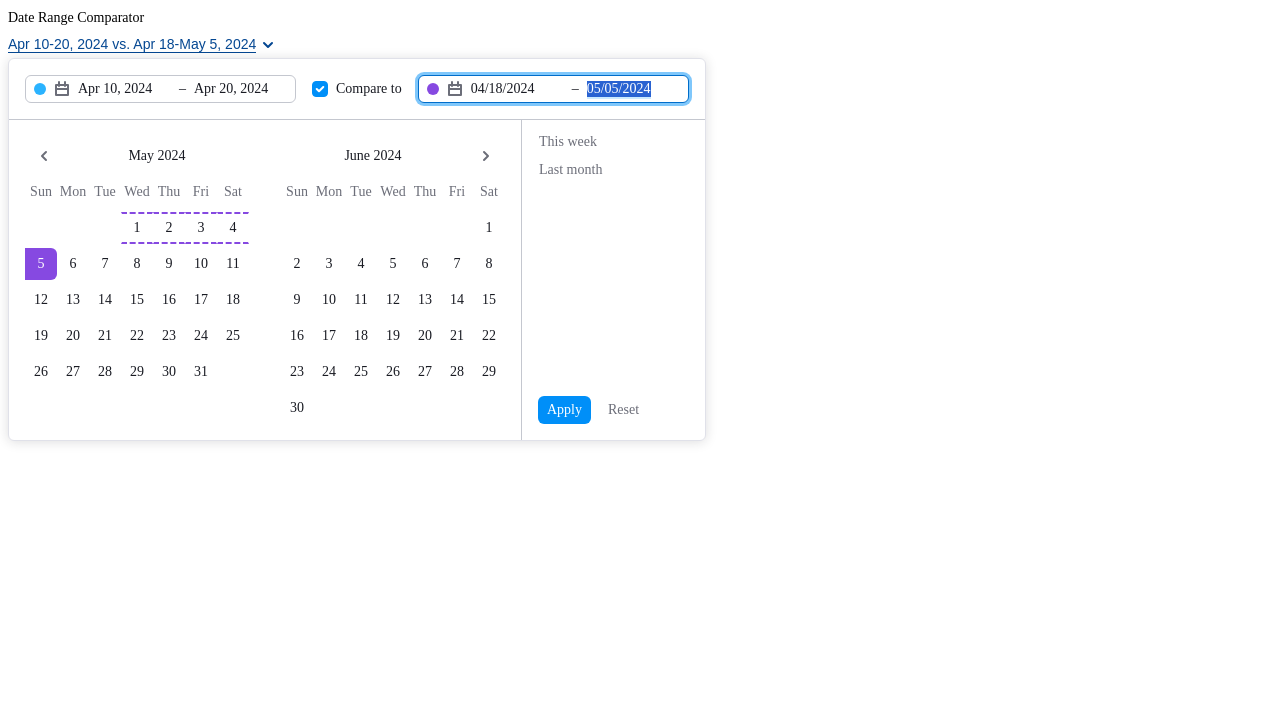 Date Range Comparator
Apr 10-20, 2024 vs. Apr 18-May 5, 2024
Apr 10, 2024 – Apr 20, 2024 Compare to 04/18/2024 – 05/05/2024
May 2024 June 2024
Sun Mon Tue Wed Thu Fri Sat Sun Mon Tue Wed Thu Fri Sat
1 2 3 4 1
5 6 7 8 9 10 11 2 3 4 5 6 7 8
12 13 14 15 16 17 18 9 10 11 12 13 14 15
19 20 21 22 23 24 25 16 17 18 19 20 21 22
26 27 28 29 30 31 23 24 25 26 27 28 29
30
This week
Last month
Apply Reset